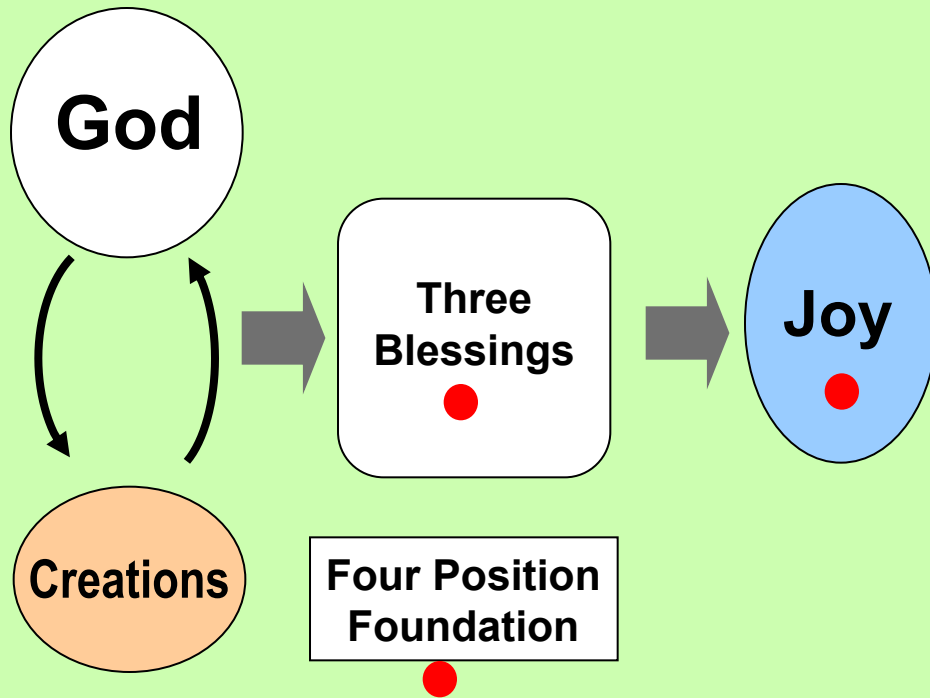 God
Three
Blessings
Joy
Creations
Four Position
Foundation